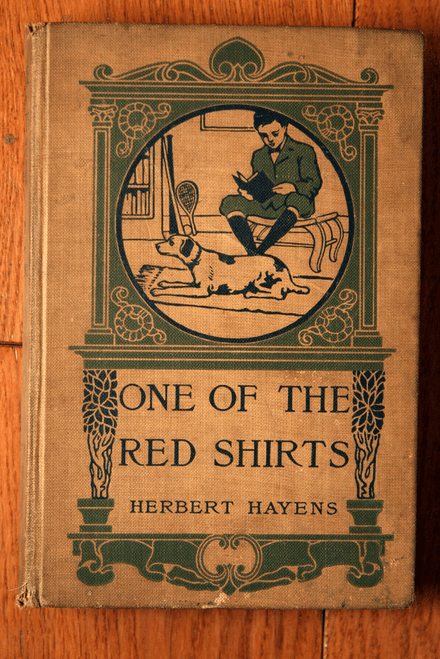 ONE OF THE
RED SHIRTS
HERBERT HAYENS